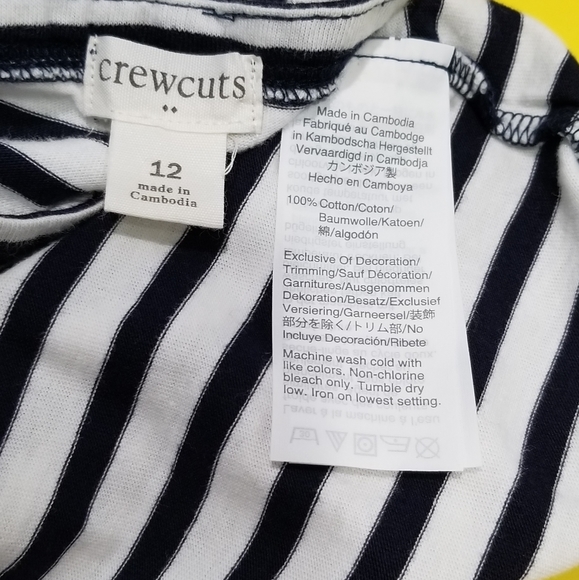 crewcuts
12
made in
Cambodia
Made in Cambodia
Fabriqué au Cambodge
in Kambodscha Hergestellt
Vervaardigd in Cambodja
カンボジア製
Hecho en Camboya
100% Cotton/Coton/
Baumwolle/Katoen/
綿/algodón
Exclusive Of Decoration/
Trimming/Sauf Décoration/
Garnitures/Ausgenommen
Dekoration/Besatz/Exclusief
Versiering/Garneersel/装飾
部分を除く/トリム部/No
Incluye Decoración/Ribete
Machine wash cold with
like colors. Non-chlorine
bleach only. Tumble dry
low. Iron on lowest setting.
Laver à la machine à l'eau